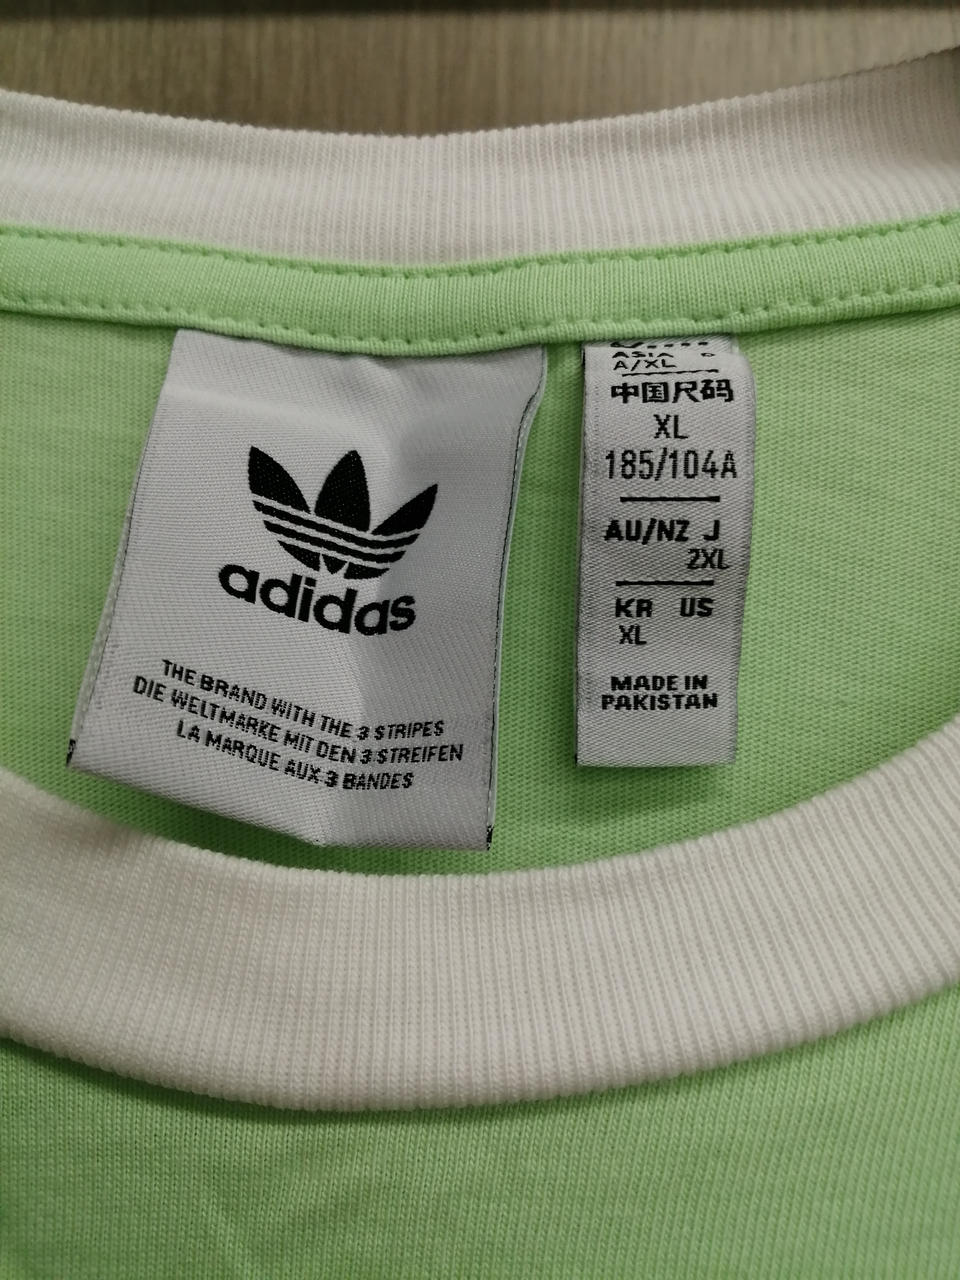 adidas
THE BRAND WITH THE 3 STRIPES
DIE WELTMARKE MIT DEN 3 STREIFEN
LA MARQUE AUX 3 BANDES
ASIA D
A/XL
中国尺码
XL
185/104A
AU/NZ J
2XL
KR US
XL
MADE IN
PAKISTAN